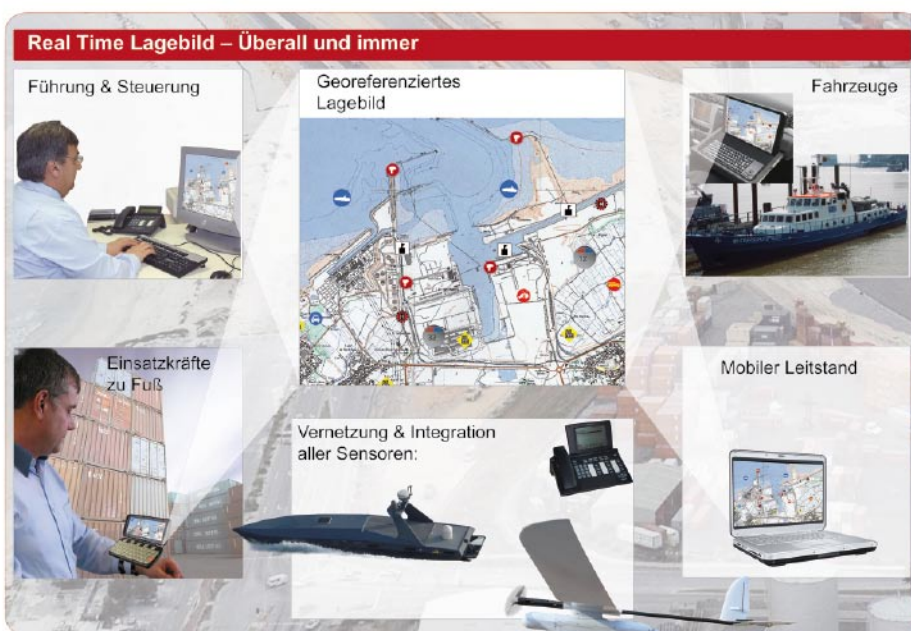 Real Time Lagebild – Überall und immer
Führung & Steuerung
Georeferenziertes
Lagebild
Fahrzeuge
Einsatzkräfte
zu Fuß
Vernetzung & Integration
aller Sensoren:
Mobiler Leitstand